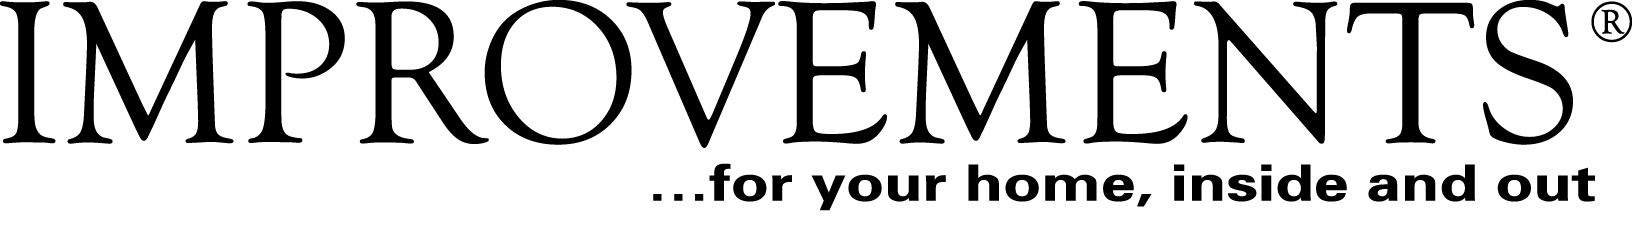 IMPROVEMENTS®
...for your home, inside and out